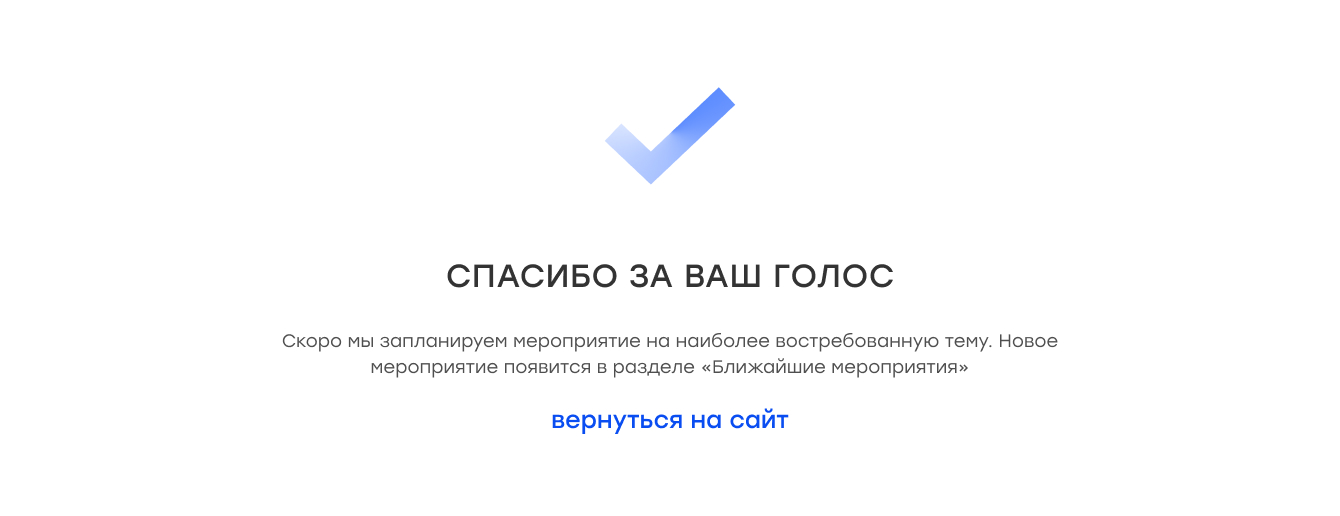 СПАСИБО ЗА ВАШ ГОЛОС
Скоро мы запланируем мероприятие на наиболее востребованную тему. Новое
мероприятие появится в разделе «Ближайшие мероприятия»
вернуться на сайт